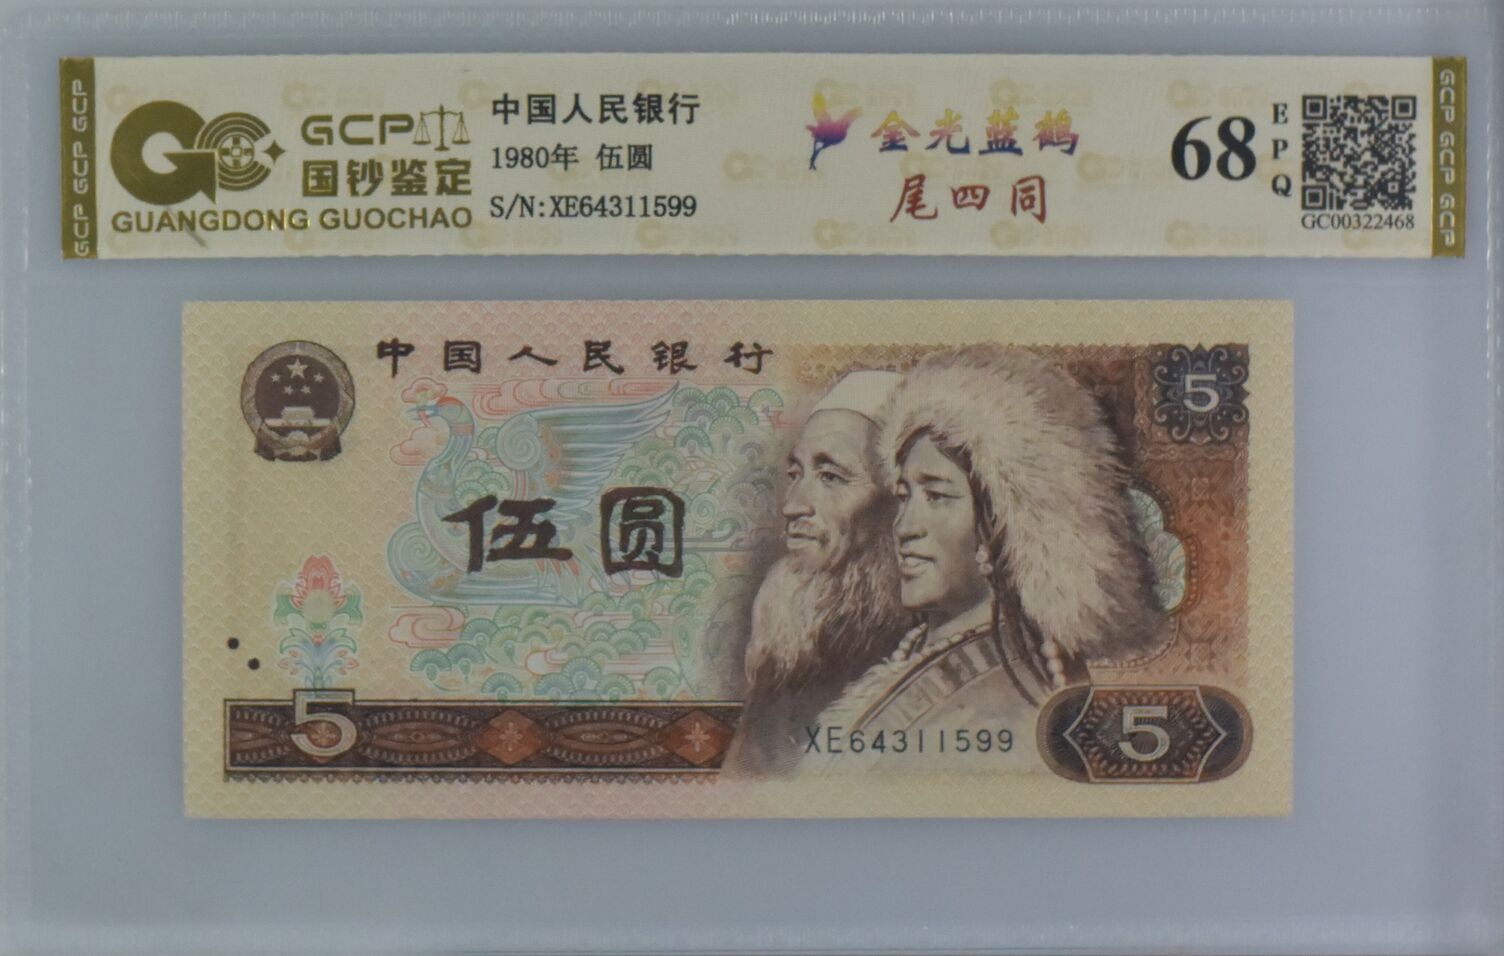 GCP GCP GCP
GC
GCP
国钞鉴定
GUANGDONG GUOCHAO
中国人民银行
1980年 伍圆
S/N:XE64311599
金光蓝鹤
尾四同
68
EPQ
GC00322468
GCP GCP GCP
中国人民银行
5
伍圆
5
XE64311599
5